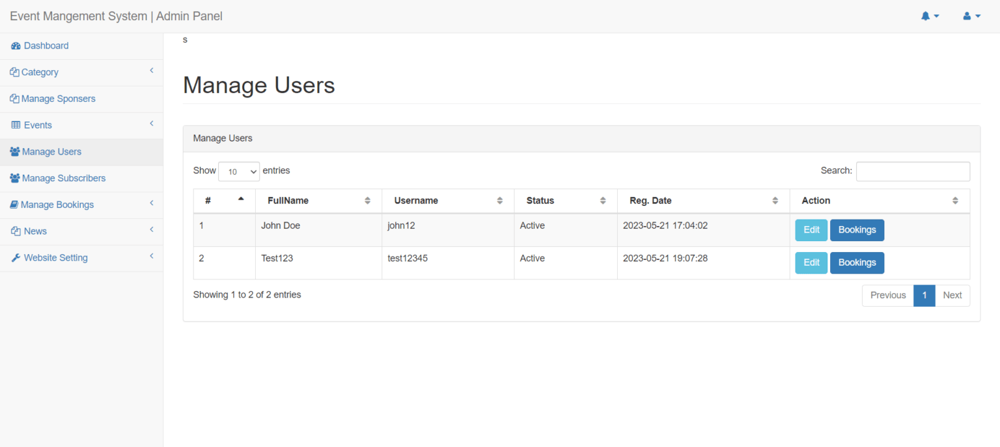 Event Mangement System | Admin Panel
Dashboard
Category
Manage Sponsers
Events
Manage Users
Manage Subscribers
Manage Bookings
News
Website Setting
s
Manage Users
Manage Users
Show 10 entries Search:
# FullName Username Status Reg. Date Action
1 John Doe john12 Active 2023-05-21 17:04:02 Edit Bookings
2 Test123 test12345 Active 2023-05-21 19:07:28 Edit Bookings
Showing 1 to 2 of 2 entries Previous 1 Next